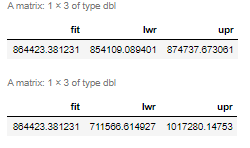 A matrix: 1 × 3 of type dbl
fit lwr upr
864423.381231 854109.089401 874737.673061
A matrix: 1 × 3 of type dbl
fit lwr upr
864423.381231 711566.614927 1017280.14753